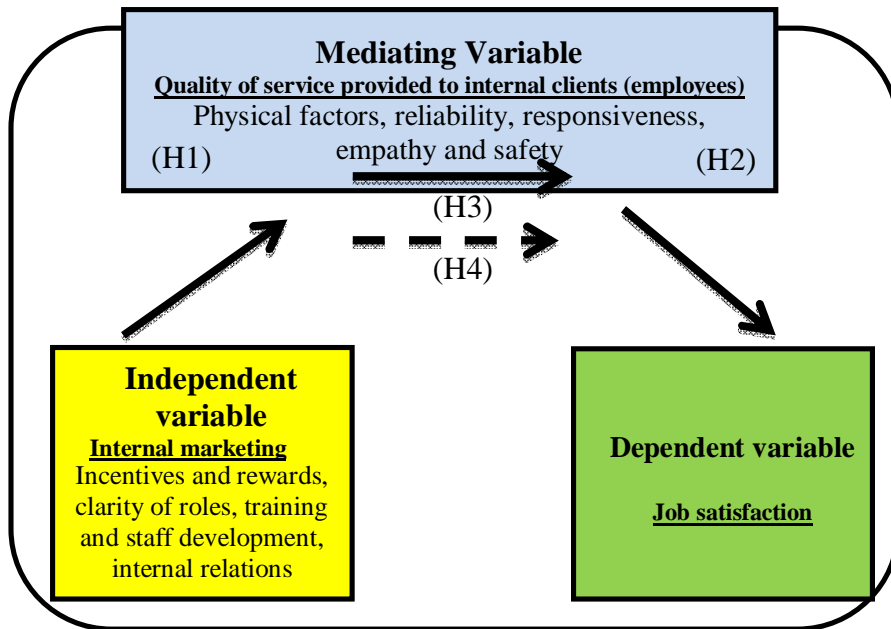 Mediating Variable
Quality of service provided to internal clients (employees)
Physical factors, reliability, responsiveness,
empathy and safety
(H1)
(H2)
(H3)
(H4)
Independent
variable
Internal marketing
Incentives and rewards,
clarity of roles, training
and staff development,
internal relations
Dependent variable
Job satisfaction